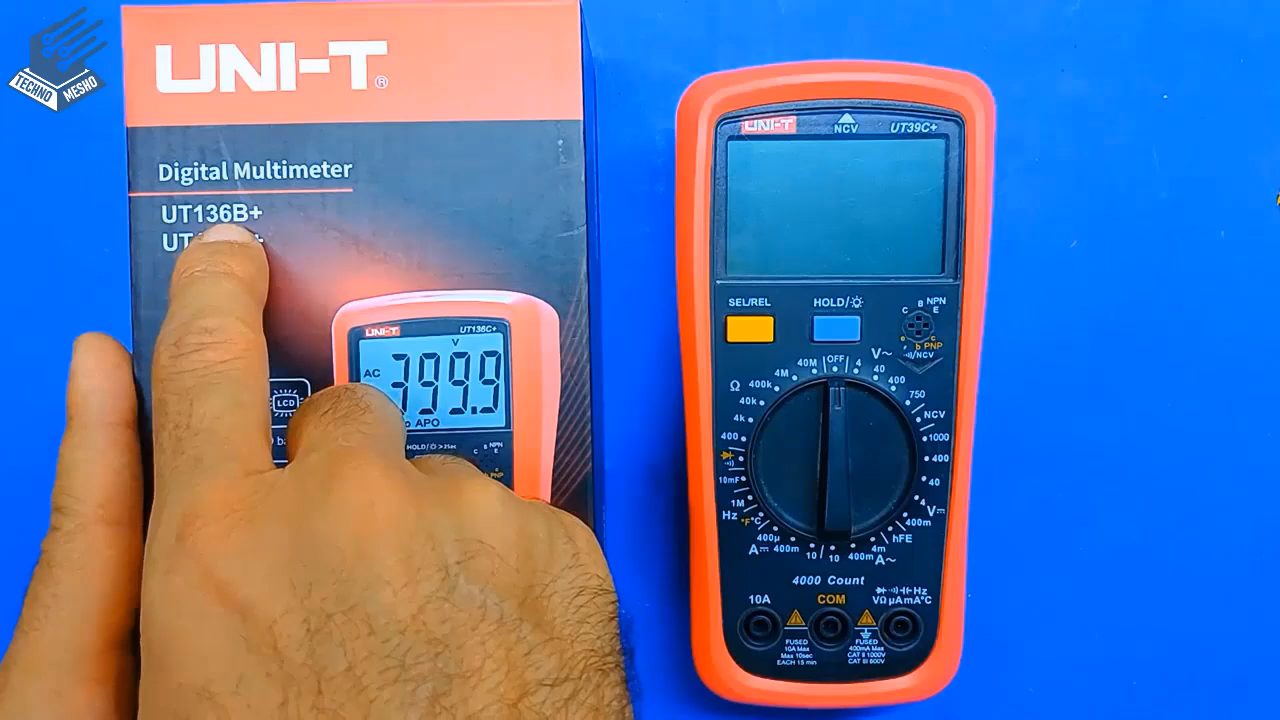 TECHNO MESHO
UNI-T®
Digital Multimeter
UT136B+
UNI-T
UT136C+
V
AC
399.9
APO
HOLD/☼>2sec
B NPN
C E
PNP
LCD
UNI-T
NCV
UT39C+
SEL/REL
HOLD/☼
B NPN
C E
e b PNP
/NCV
OFF
40M
4M
Ω 400k
40k
4k
400
10mF
1M
Hz
°F°C
400µ
A⎓ 400m
10
10
400m
4m
A~
hFE
400m
V⎓
4
40
400
1000
NCV
750
400
40
4
V~
4000 Count
10A
COM
Hz
VΩµAmA°C
FUSED
10A Max
Max 10sec
EACH 15 min
FUSED
400mA Max
CAT II 1000V
CAT III 600V